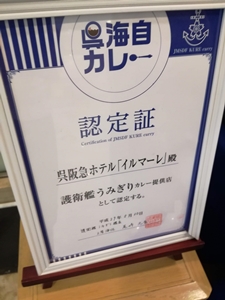 呉海自
カレー
JMSDF KURE curry
認定証
Certification of JMSDF KURE curry
呉阪急ホテル「イルマーレ」殿
護衛艦うみぎりカレー提供店
として認定する。